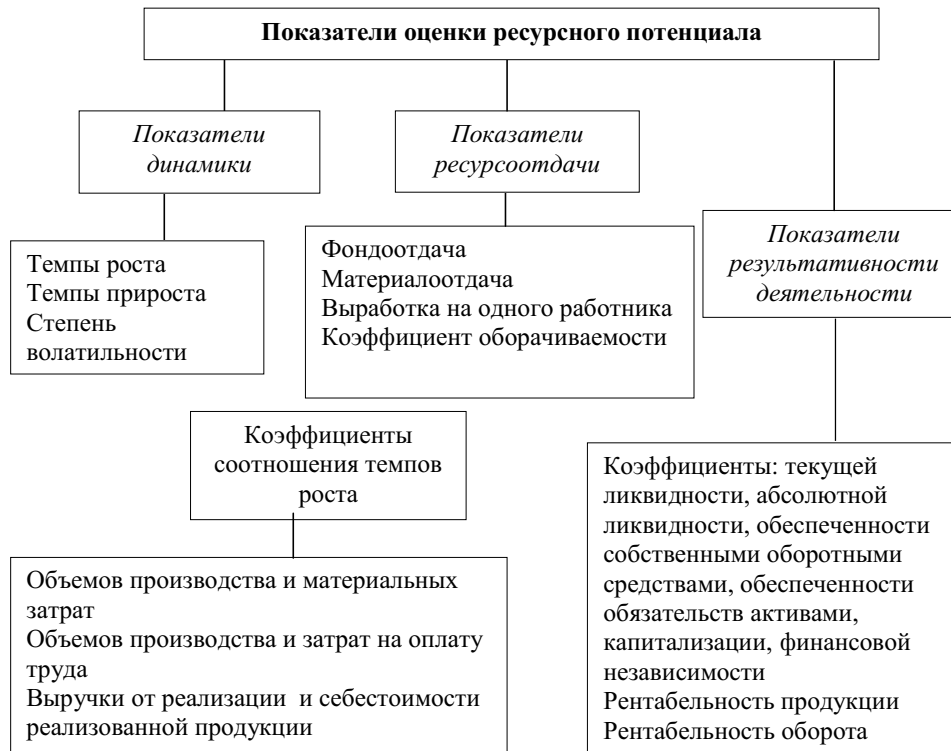 Показатели оценки ресурсного потенциала
Показатели
динамики
Показатели
ресурсоотдачи
Показатели
результативности
деятельности
Темпы роста
Темпы прироста
Степень
волатильности
Фондоотдача
Материалоотдача
Выработка на одного работника
Коэффициент оборачиваемости
Коэффициенты
соотношения темпов
роста
Объемов производства и материальных
затрат
Объемов производства и затрат на оплату
труда
Выручки от реализации и себестоимости
реализованной продукции
Коэффициенты: текущей
ликвидности, абсолютной
ликвидности, обеспеченности
собственными оборотными
средствами, обеспеченности
обязательств активами,
капитализации, финансовой
независимости
Рентабельность продукции
Рентабельность оборота